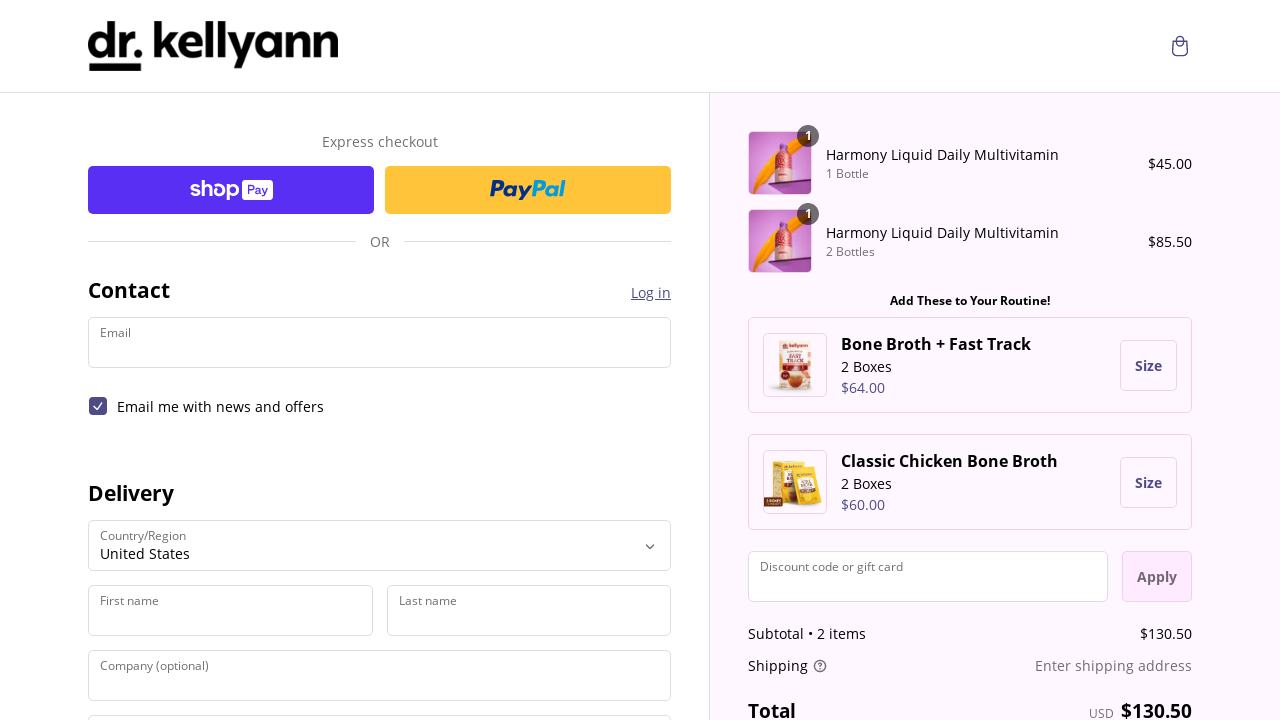 dr. kellyann
Express checkout
shop Pay
PayPal
OR
Contact
Log in
Email
Email me with news and offers
Delivery
Country/Region
United States
First name
Last name
Company (optional)
1
Harmony Liquid Daily Multivitamin
1 Bottle
$45.00
1
Harmony Liquid Daily Multivitamin
2 Bottles
$85.50
Add These to Your Routine!
Bone Broth + Fast Track
2 Boxes
$64.00
Size
Classic Chicken Bone Broth
2 Boxes
$60.00
Size
Discount code or gift card
Apply
Subtotal • 2 items
$130.50
Shipping
Enter shipping address
Total
USD $130.50